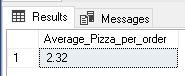 Results Messages
Average_Pizza_per_order
1 2.32